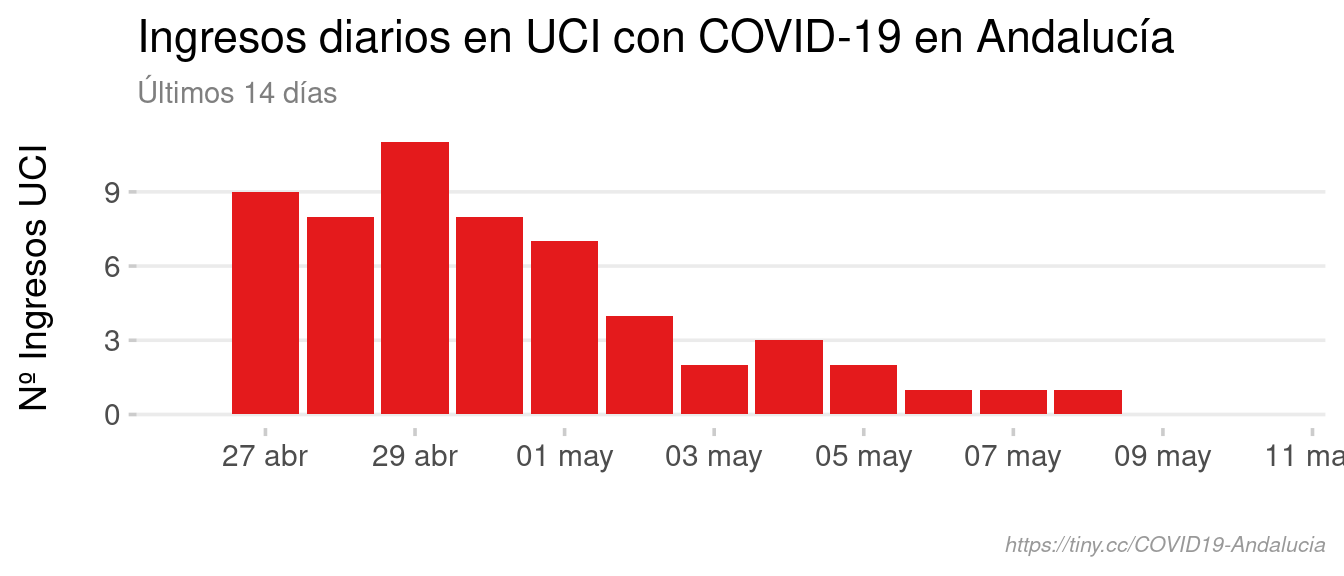 Ingresos diarios en UCI con COVID-19 en Andalucía
Últimos 14 días
Nº Ingresos UCI
9
6
3
0
27 abr 29 abr 01 may 03 may 05 may 07 may 09 may 11 ma
https://tiny.cc/COVID19-Andalucia